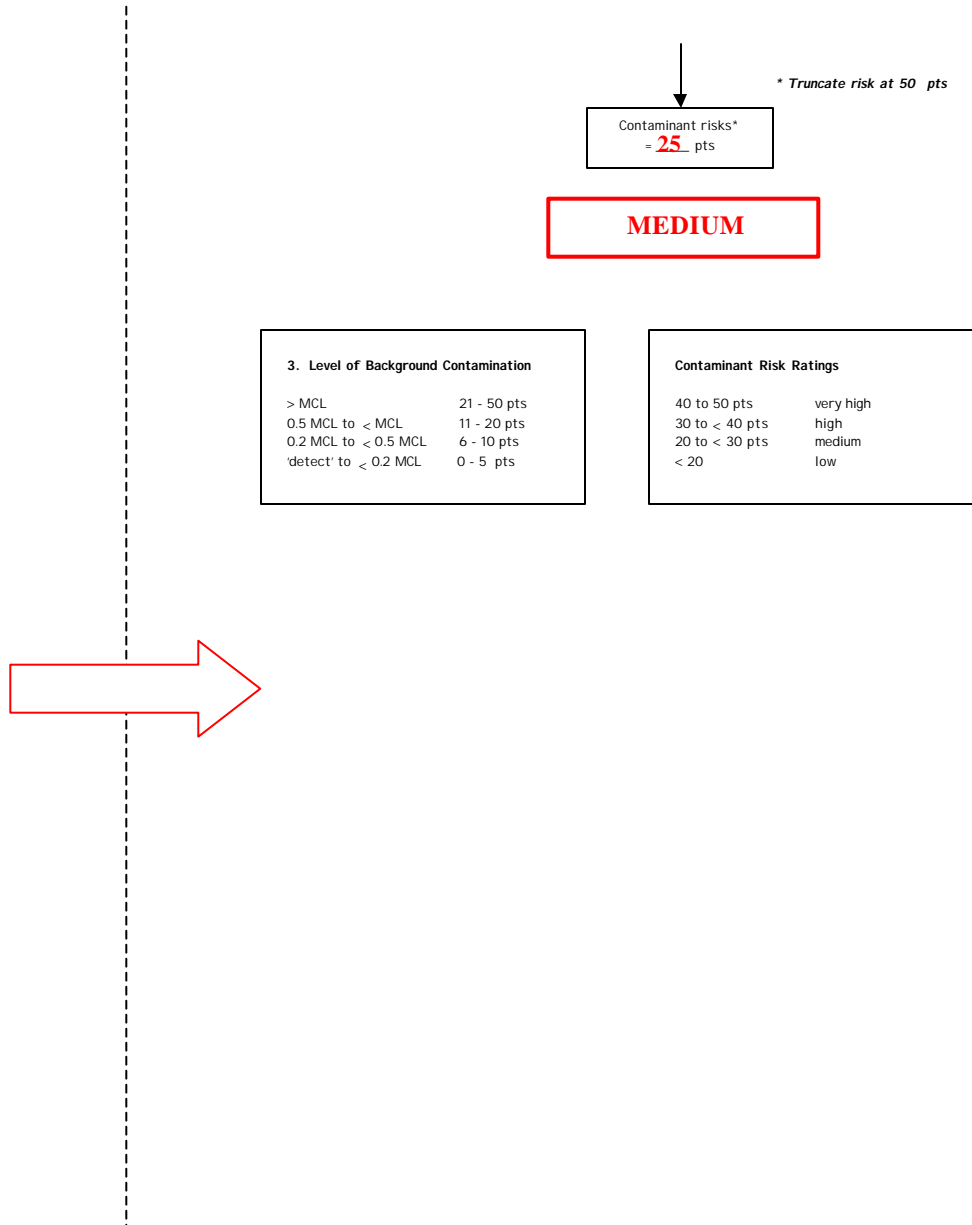 * Truncate risk at 50 pts
Contaminant risks*
= 25 pts
MEDIUM
3. Level of Background Contamination
> MCL 21 - 50 pts
0.5 MCL to < MCL 11 - 20 pts
0.2 MCL to < 0.5 MCL 6 - 10 pts
'detect' to < 0.2 MCL 0 - 5 pts
Contaminant Risk Ratings
40 to 50 pts very high
30 to < 40 pts high
20 to < 30 pts medium
< 20 low